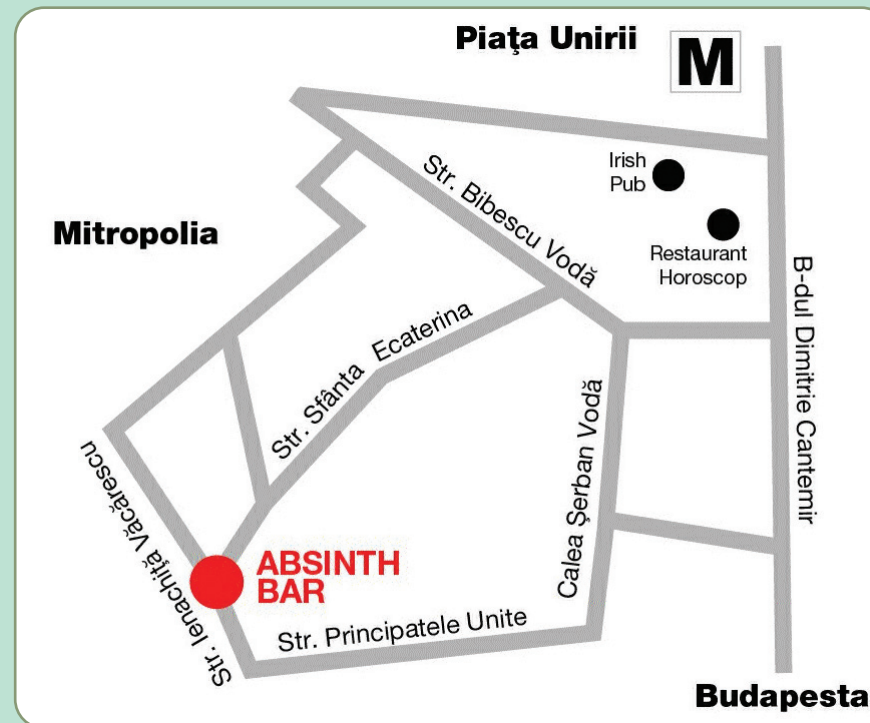 Piaţa Unirii
M
Irish
Pub
Str. Bibescu Vodă
Mitropolia
Restaurant
Horoscop
B-dul Dimitrie Cantemir
Str. Sfânta Ecaterina
Calea Şerban Vodă
Str. Ienachiţă Văcărescu
ABSINTH
BAR
Str. Principatele Unite
Budapesta